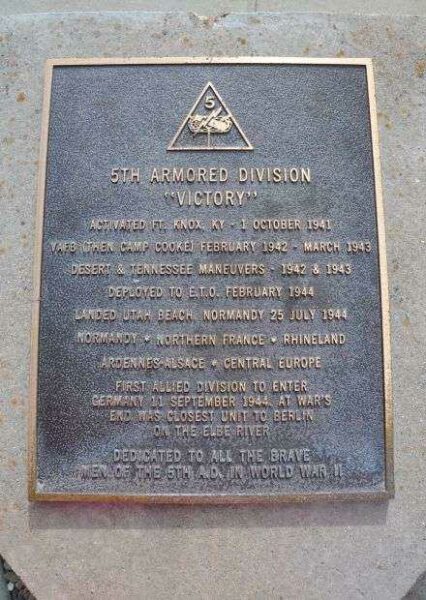 5
5TH ARMORED DIVISION
"VICTORY"
ACTIVATED FT. KNOX, KY - 1 OCTOBER 1941
VAFB (THEN CAMP COOKE) FEBRUARY 1942 - MARCH 1943
DESERT & TENNESSEE MANEUVERS - 1942 & 1943
DEPLOYED TO E.T.O. FEBRUARY 1944
LANDED UTAH BEACH, NORMANDY 25 JULY 1944
NORMANDY * NORTHERN FRANCE * RHINELAND
ARDENNES-ALSACE * CENTRAL EUROPE
FIRST ALLIED DIVISION TO ENTER
GERMANY 11 SEPTEMBER 1944. AT WAR'S
END WAS CLOSEST UNIT TO BERLIN
ON THE ELBE RIVER
DEDICATED TO ALL THE BRAVE
MEN OF THE 5TH A.D. IN WORLD WAR II